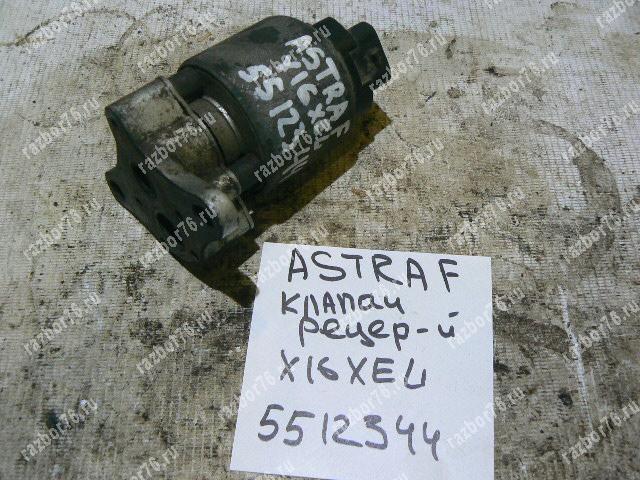 ASTRA F
X16XEL
5512344
ASTRA F
клапан
рецер-й
X16XEL
5512344
razbor76.ru